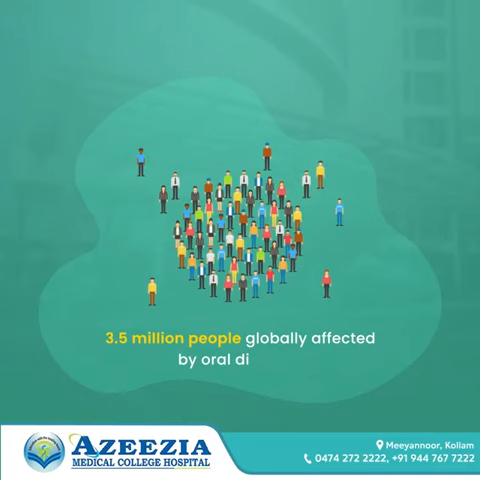 3.5 million people globally affected
by oral di
AZEEZIA
MEDICAL COLLEGE HOSPITAL
Meeyannoor, Kollam
0474 272 2222, +91 944 767 7222